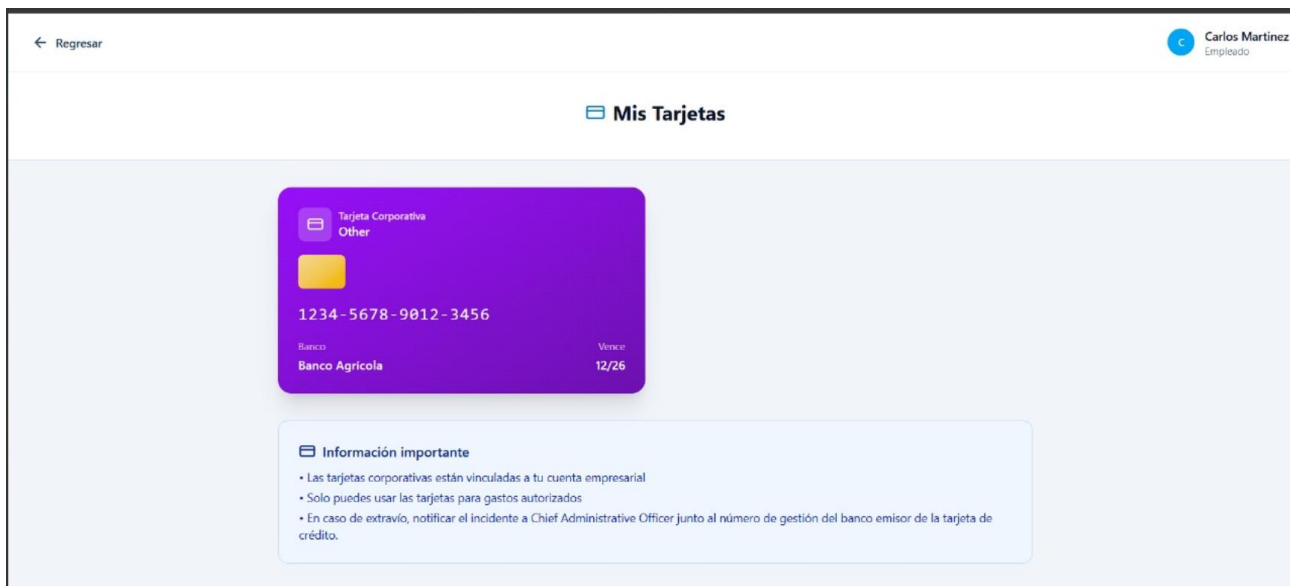 ← Regresar
C
Carlos Martinez
Empleado
Mis Tarjetas
Tarjeta Corporativa
Other
1234-5678-9012-3456
Banco
Vence
Banco Agrícola
12/26
Información importante
• Las tarjetas corporativas están vinculadas a tu cuenta empresarial
• Solo puedes usar las tarjetas para gastos autorizados
• En caso de extravío, notificar el incidente a Chief Administrative Officer junto al número de gestión del banco emisor de la tarjeta de
crédito.